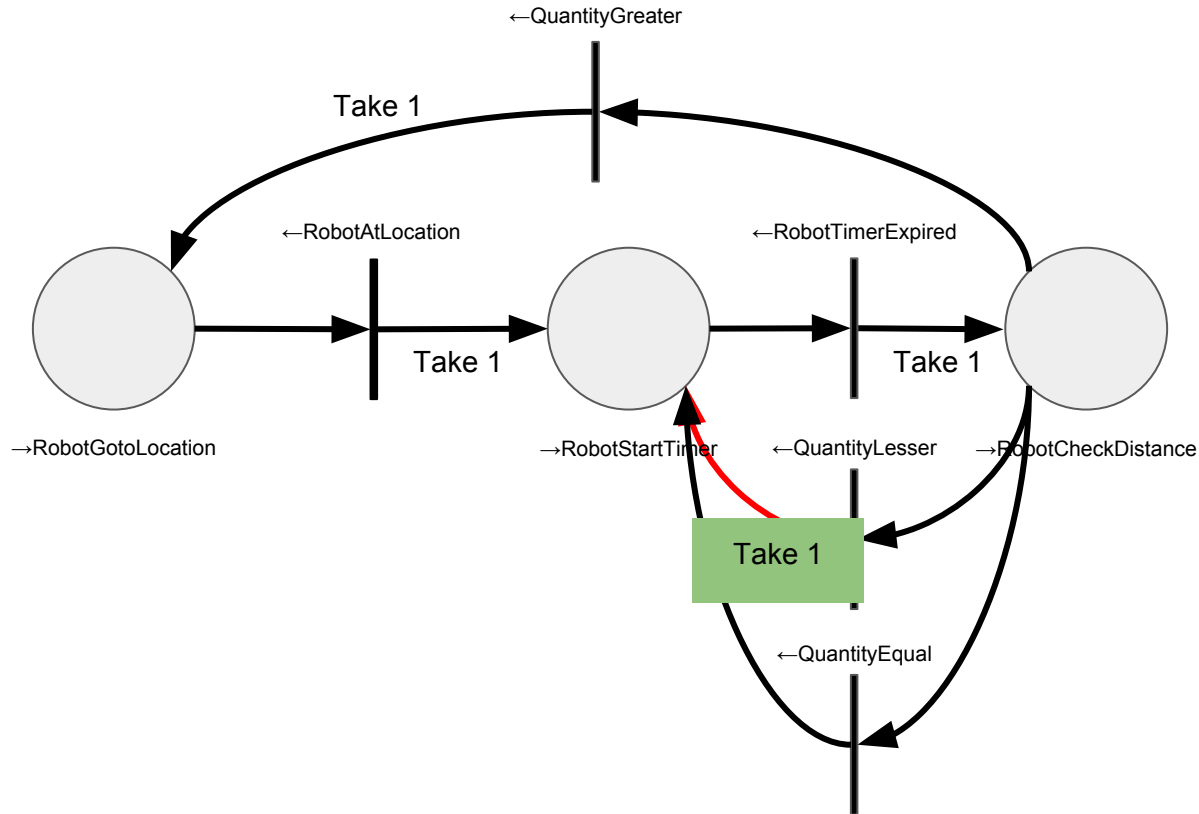 ←QuantityGreater
Take 1
←RobotAtLocation
←RobotTimerExpired
Take 1
Take 1
→RobotGotoLocation
→RobotStartTimer
←QuantityLesser
→RobotCheckDistance
Take 1
←QuantityEqual